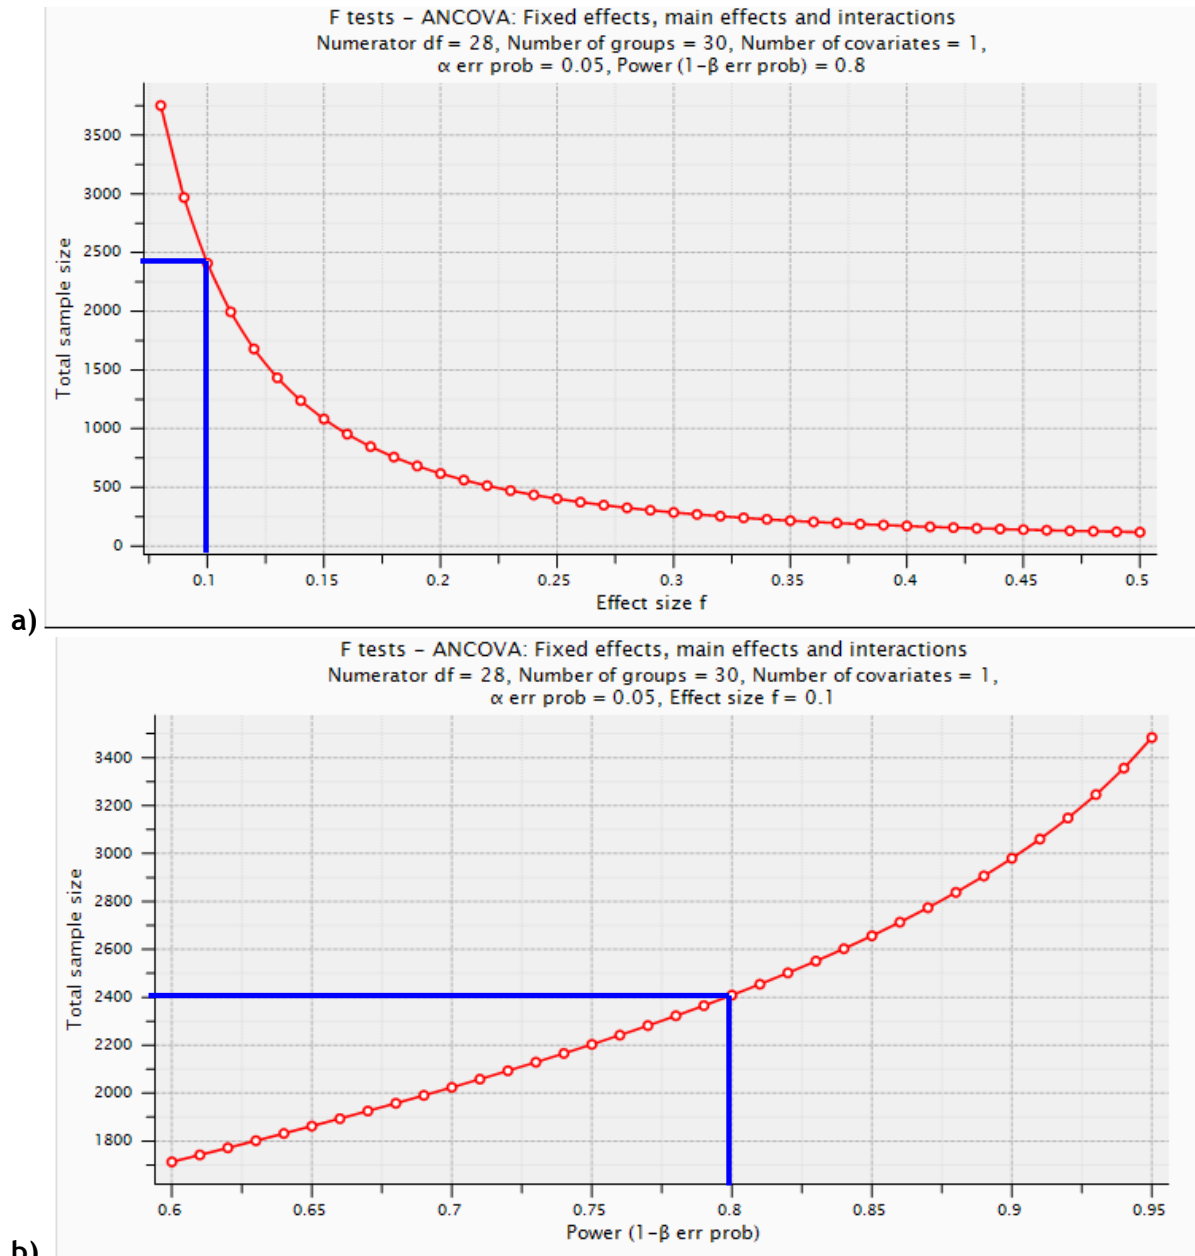 F tests – ANCOVA: Fixed effects, main effects and interactions
Numerator df = 28, Number of groups = 30, Number of covariates = 1,
α err prob = 0.05, Power (1–β err prob) = 0.8
3500
3000
2500
2000
1500
1000
500
0
Total sample size
0.1 0.15 0.2 0.25 0.3 0.35 0.4 0.45 0.5
Effect size f
a)
F tests – ANCOVA: Fixed effects, main effects and interactions
Numerator df = 28, Number of groups = 30, Number of covariates = 1,
α err prob = 0.05, Effect size f = 0.1
3400
3200
3000
2800
2600
2400
2200
2000
1800
Total sample size
0.6 0.65 0.7 0.75 0.8 0.85 0.9 0.95
Power (1–β err prob)
b)